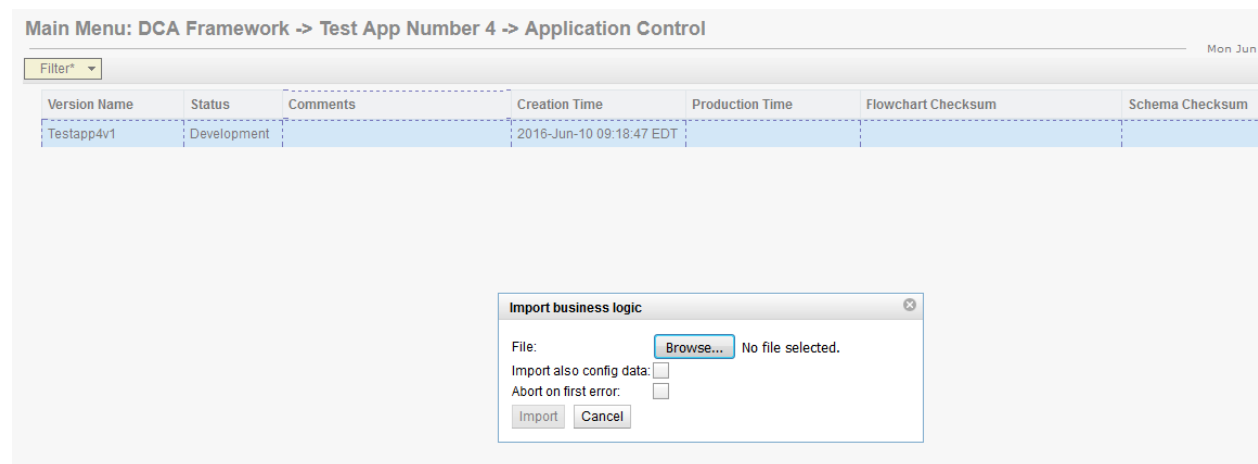 Main Menu: DCA Framework -> Test App Number 4 -> Application Control
Mon Jun
Filter*
Version Name Status Comments Creation Time Production Time Flowchart Checksum Schema Checksum
Testapp4v1 Development 2016-Jun-10 09:18:47 EDT
Import business logic
File: Browse... No file selected.
Import also config data:
Abort on first error:
Import Cancel